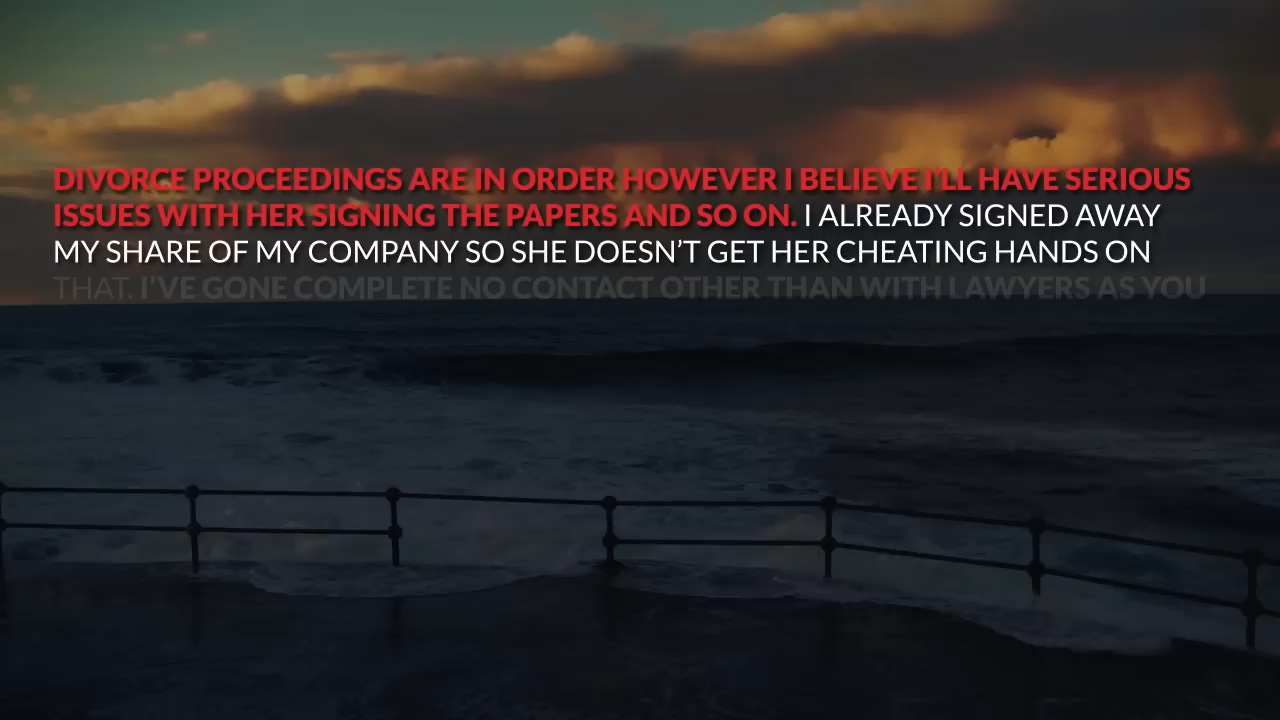 DIVORCE PROCEEDINGS ARE IN ORDER HOWEVER I BELIEVE I'LL HAVE SERIOUS
ISSUES WITH HER SIGNING THE PAPERS AND SO ON. I ALREADY SIGNED AWAY
MY SHARE OF MY COMPANY SO SHE DOESN’T GET HER CHEATING HANDS ON
THAT. I’VE GONE COMPLETE NO CONTACT OTHER THAN WITH LAWYERS AS YOU